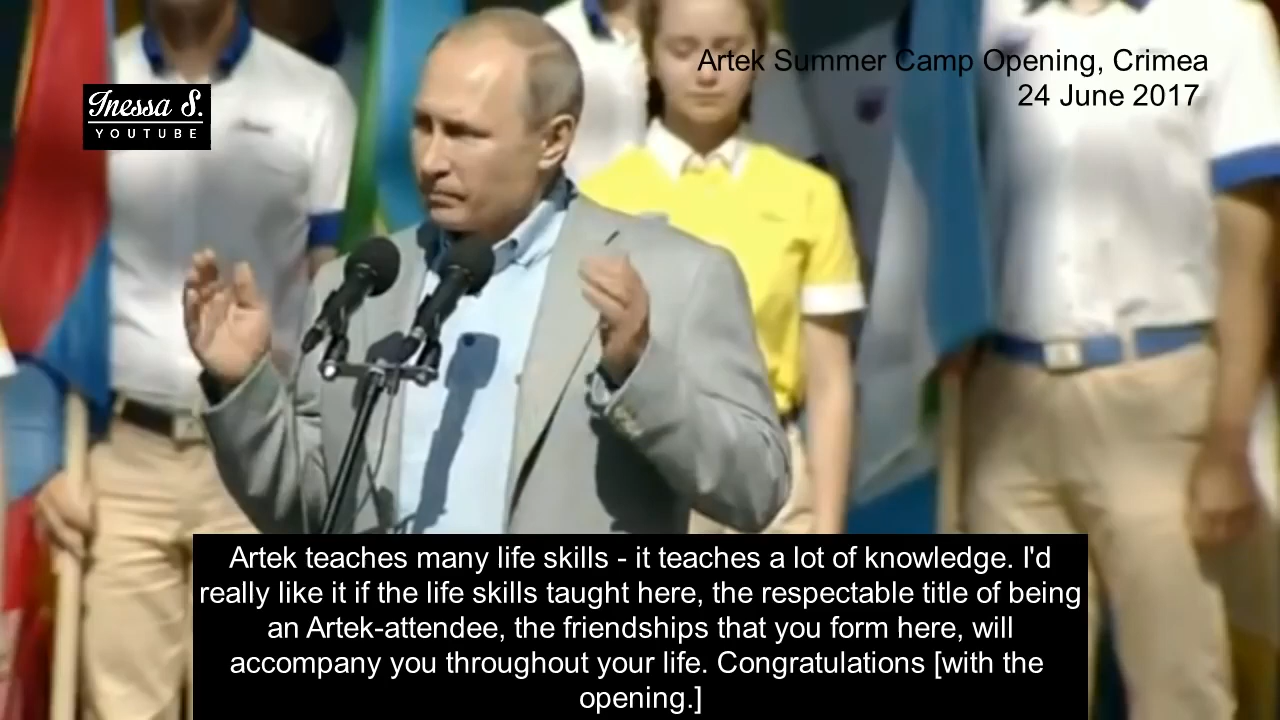 Artek Summer Camp Opening, Crimea
24 June 2017
Inessa S.
YOUTUBE
Artek teaches many life skills - it teaches a lot of knowledge. I'd
really like it if the life skills taught here, the respectable title of being
an Artek-attendee, the friendships that you form here, will
accompany you throughout your life. Congratulations [with the
opening.]